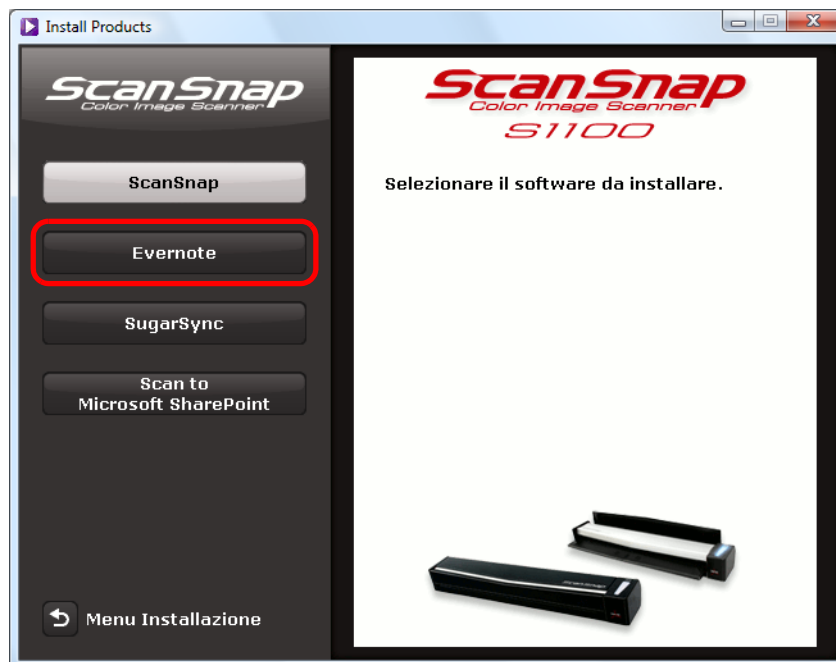 Install Products
ScanSnap
Color Image Scanner
ScanSnap
Color Image Scanner
S1100
ScanSnap
Evernote
SugarSync
Scan to
Microsoft SharePoint
Menu Installazione
Selezionare il software da installare.
ScanSnap